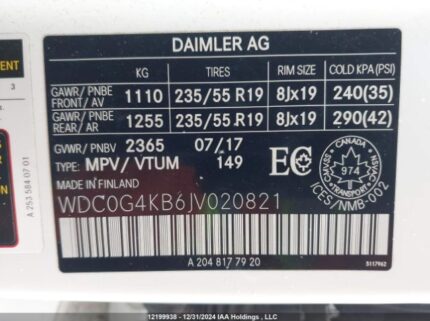 DAIMLER AG
KG TIRES RIM SIZE COLD KPA (PSI)
GAWR/ PNBE
FRONT/ AV 1110 235/55 R19 8Jx19 240(35)
GAWR/ PNBE
REAR/ AR 1255 235/55 R19 8Jx19 290(42)
GVWR/ PNBV 2365 07/17
TYPE: MPV/ VTUM 149
MADE IN FINLAND
WDC0G4KB6JV020821
EC
974
ICES/NMB-002
A 204 817 79 20
5117962
A 253 584 07 01
3
12199938 - 12/31/2024 IAA Holdings , LLC